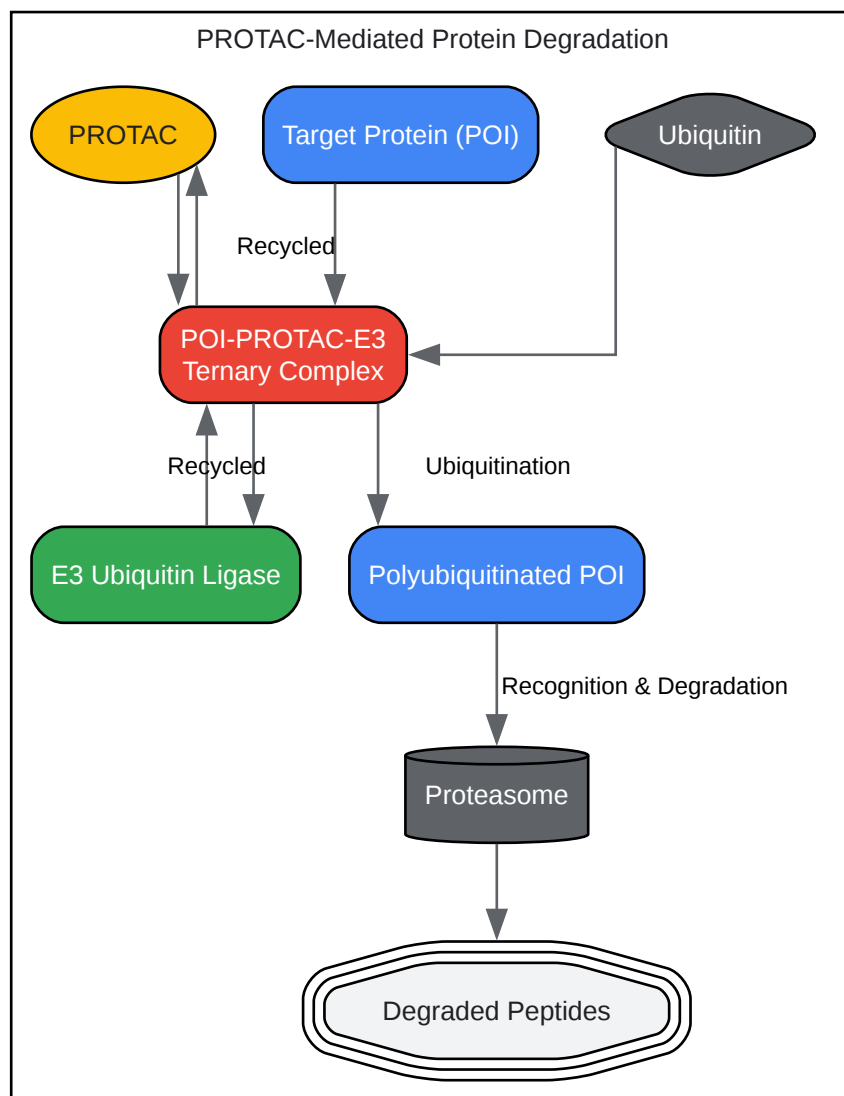 PROTAC-Mediated Protein Degradation
PROTAC
Target Protein (POI)
Ubiquitin
Recycled
POI-PROTAC-E3
Ternary Complex
Recycled
Ubiquitination
E3 Ubiquitin Ligase
Polyubiquitinated POI
Recognition & Degradation
Proteasome
Degraded Peptides